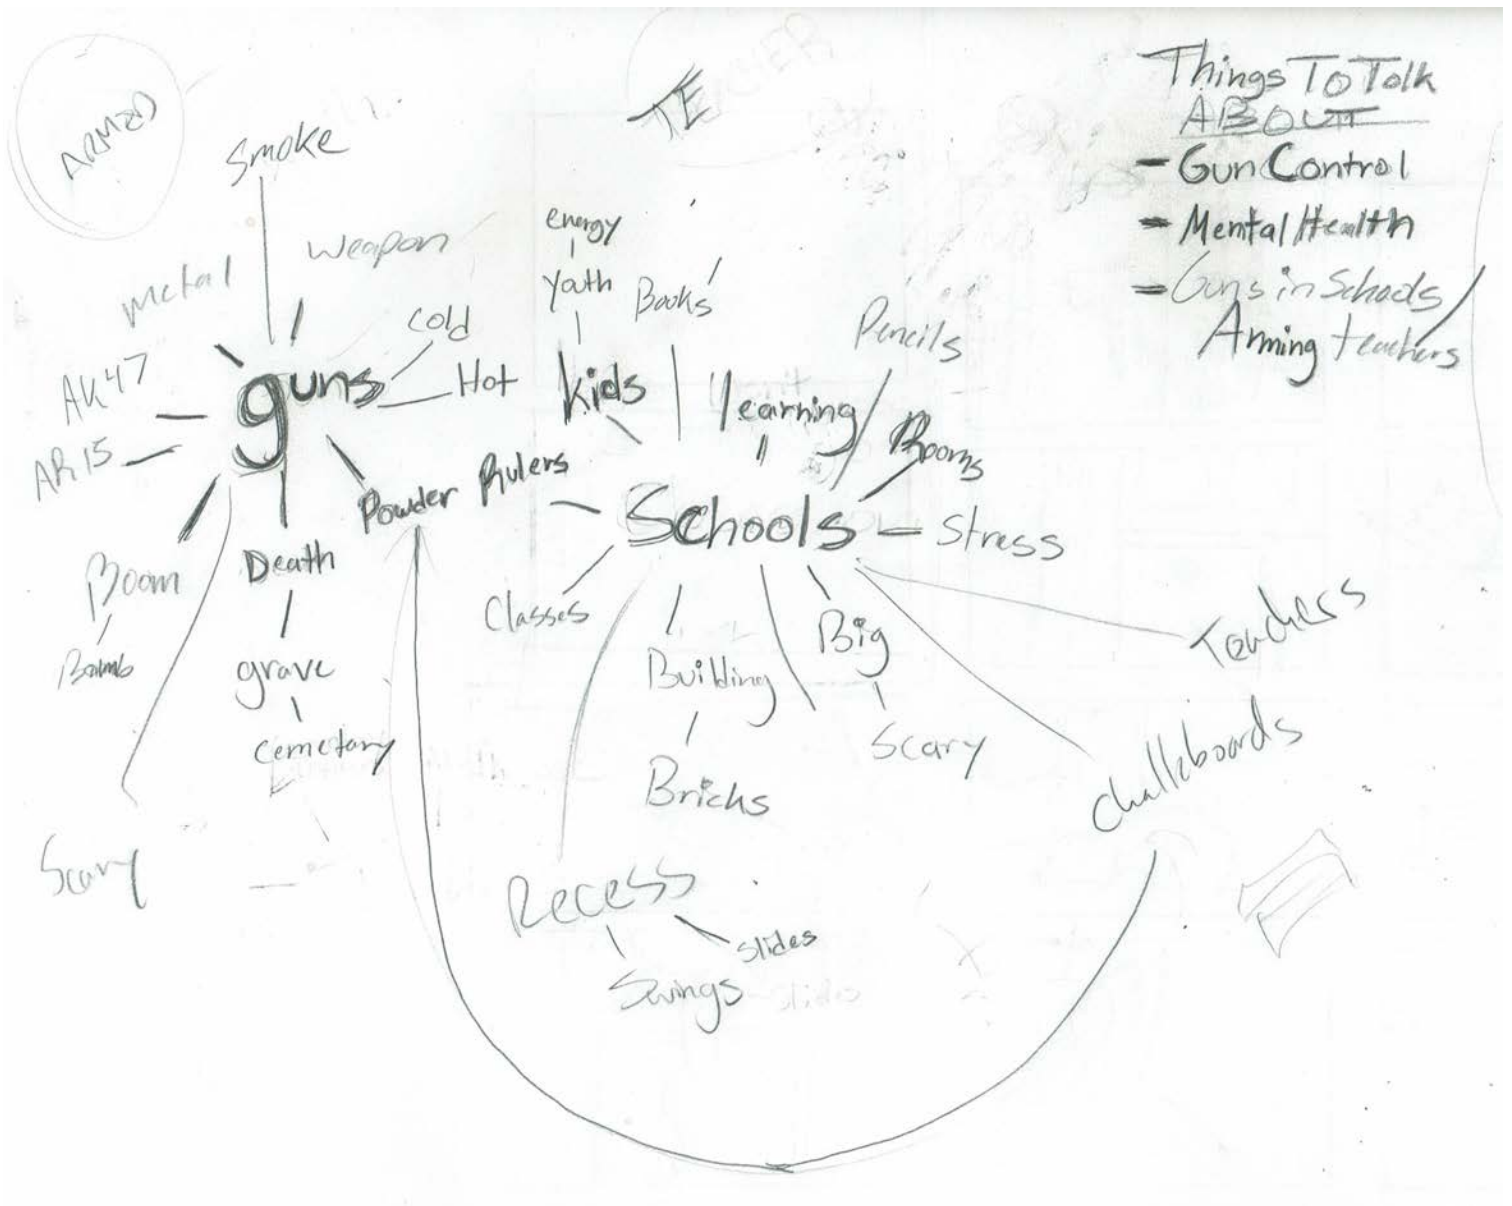 ARMED
TE
Things To Talk
ABOUT
- Gun Control
- Mental Health
- Guns in Schools /
Arming teachers
Smoke
weapon
metal
cold
Hot
AK47
AR15
guns
Powder
Boom
Bomb
Death
grave
cemetary
Scary
energy
Youth
kids
Books
learning
Pencils
Rooms
Rulers
Schools
Stress
Classes
Building
Bricks
Big
Scary
Teachers
Chalkboards
Recess
slides
Swings